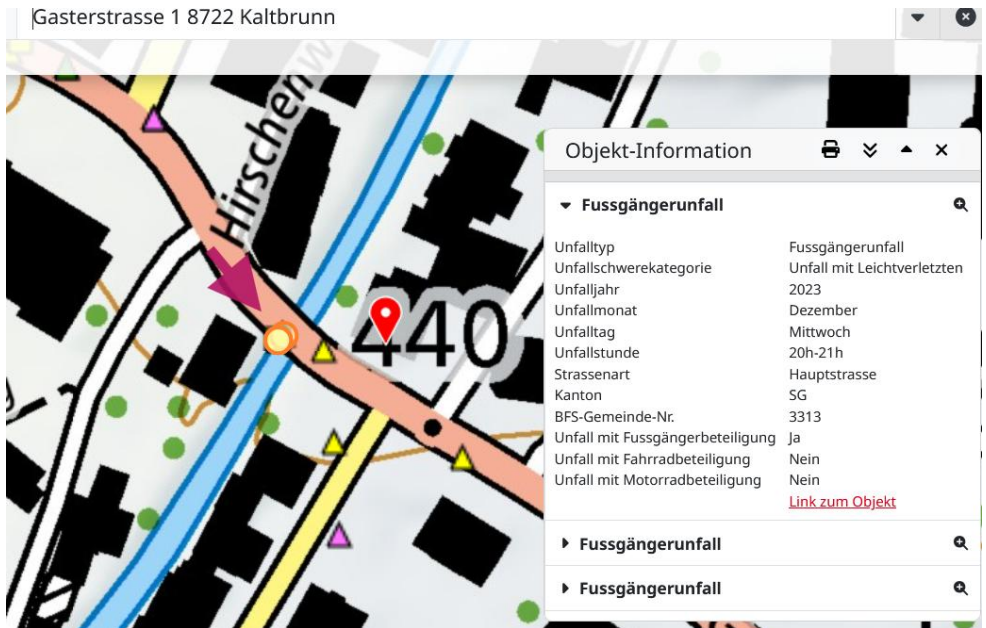 Gasterstrasse 1 8722 Kaltbrunn
Hirschenw
440
Objekt-Information
Fussgängerunfall
Unfalltyp Fussgängerunfall
Unfallschwerekategorie Unfall mit Leichtverletzten
Unfalljahr 2023
Unfallmonat Dezember
Unfalltag Mittwoch
Unfallstunde 20h-21h
Strassenart Hauptstrasse
Kanton SG
BFS-Gemeinde-Nr. 3313
Unfall mit Fussgängerbeteiligung Ja
Unfall mit Fahrradbeteiligung Nein
Unfall mit Motorradbeteiligung Nein
Link zum Objekt
Fussgängerunfall
Fussgängerunfall